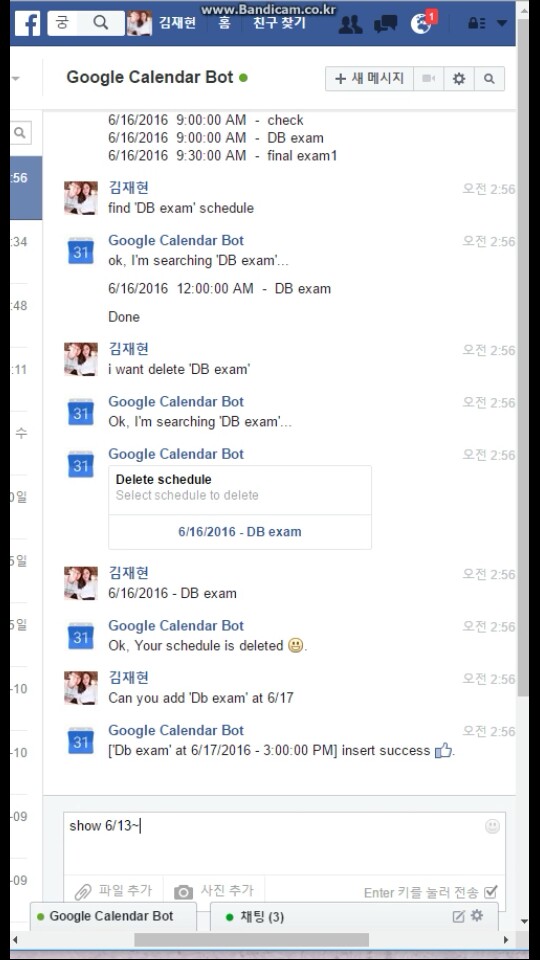 www.Bandicam.co.kr
f 궁 김재현 홈 친구 찾기 1
Google Calendar Bot
+ 새 메시지
:56
:34
:48
:11
수
일
5일
5일
-10
-10
-09
-09
6/16/2016 9:00:00 AM - check
6/16/2016 9:00:00 AM - DB exam
6/16/2016 9:30:00 AM - final exam1
김재현 오전 2:56
find 'DB exam' schedule
Google Calendar Bot 오전 2:56
31
ok, I'm searching 'DB exam'...
6/16/2016 12:00:00 AM - DB exam
Done
김재현 오전 2:56
i want delete 'DB exam'
Google Calendar Bot 오전 2:56
31
Ok, I'm searching 'DB exam'...
Google Calendar Bot 오전 2:56
31
Delete schedule
Select schedule to delete
6/16/2016 - DB exam
김재현 오전 2:56
6/16/2016 - DB exam
Google Calendar Bot 오전 2:56
31
Ok, Your schedule is deleted 😀.
김재현 오전 2:56
Can you add 'Db exam' at 6/17
Google Calendar Bot 오전 2:56
31
['Db exam' at 6/17/2016 - 3:00:00 PM] insert success 👍.
show 6/13~
파일 추가 사진 추가 Enter 키를 눌러 전송
Google Calendar Bot 채팅 (3)